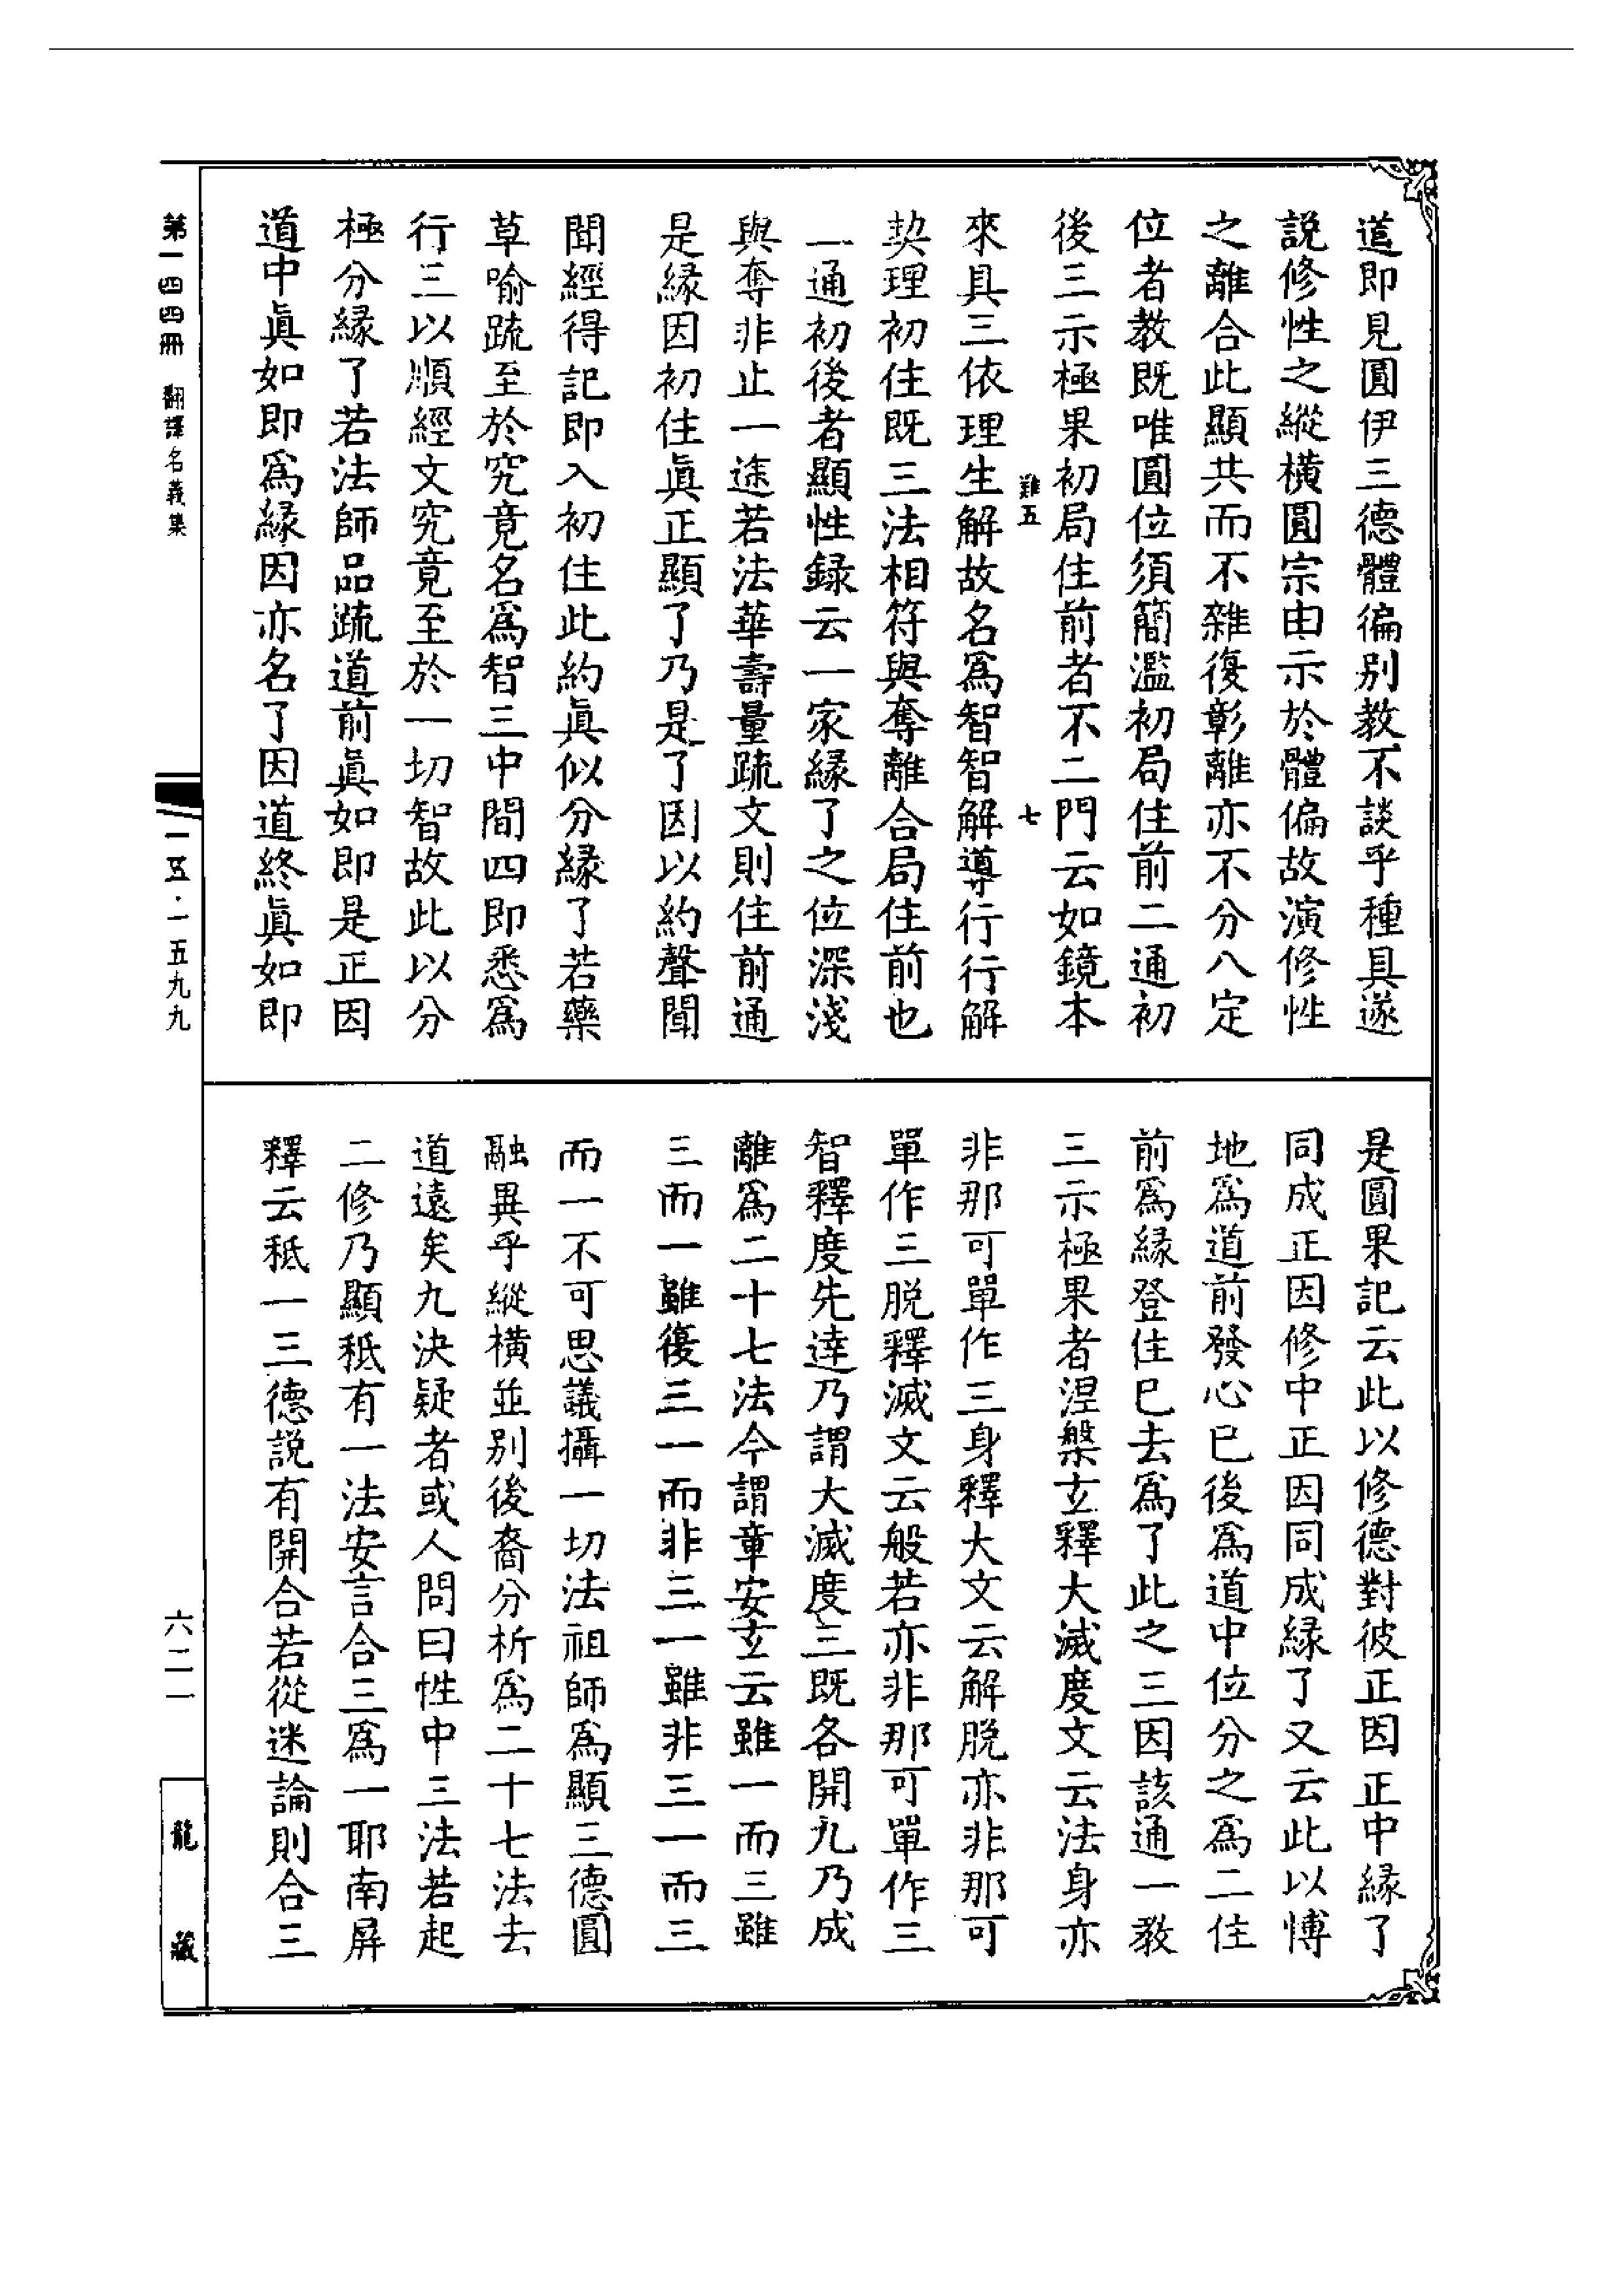 道即見圓伊三德體徧别教不談乎種具遂
說修性之縱橫圓宗由示於體偏故演修性
之離合此顯共而不雜復彰離亦不分八定
位者教既唯圓位須簡濫初局住前二通初
後三示極果初局住前者不二門云如鏡本
難五
七
來具三依理生解故名爲智智解導行行解
契理初住既三法相符與奪離合局住前也
二通初後者顯性録云一家緣了之位深淺
與奪非止一途若法華壽量䟽文則住前通
是緣因初住眞正顯了乃是了因以約聲聞
聞經得記即入初住此約眞似分緣了若藥
草喻䟽至於究竟名爲智三中間四即悉爲
行三以順經文究竟至於一切智故此以分
極分緣了若法師品䟽道前眞如即是正因
道中眞如即爲緣因亦名了因道終眞如即
是圓果記云此以修德對彼正因正中緣了
同成正因修中正因同成緣了又云此以博
地爲道前發心已後爲道中位分之爲二住
前爲緣登住已去爲了此之三因該通一教
三示極果者涅槃玄釋大滅度文云法身亦
非那可單作三身釋大文云解脱亦非那可
單作三脱釋滅文云般若亦非那可單作三
智釋度先達乃謂大滅度三既各開九乃成
離爲二十七法今謂章安玄云雖一而三雖
三而一雖復三一而非三一雖非三一而三
而一不可思議攝一切法祖師爲顯三德圓
融異乎縱橫並别後裔分析爲二十七法去
道遠矣九決疑者或人問曰性中三法若起
二修乃顯秖有一法安言合三爲一耶南屏
釋云秖一三德說有開合若從迷論則合三
第一四四冊 翻譯名義集
一五·一五九九
六二一
龍藏